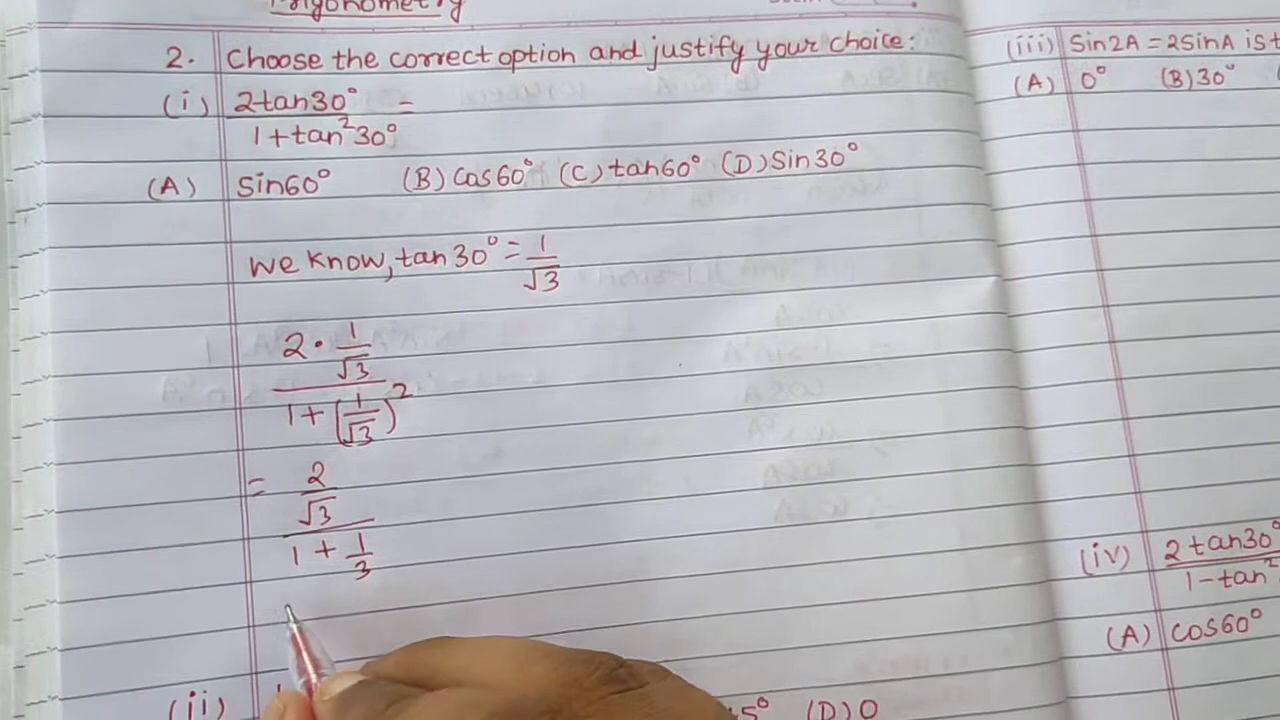 Trigonometry
2. Choose the correct option and justify your choice:
(i) 2tan30° =
1+tan²30°
(A) Sin60° (B) Cos60° (C) tan60° (D) Sin30°
We know, tan30° = 1
√3
2 · 1
√3
1 + (1
√3)²
= 2
√3
1 + 1
3
(ii) (D) 0
(iii) Sin2A = 2SinA is
(A) 0° (B) 30°
(iv) 2tan30°
1 - tan²
(A) cos60°